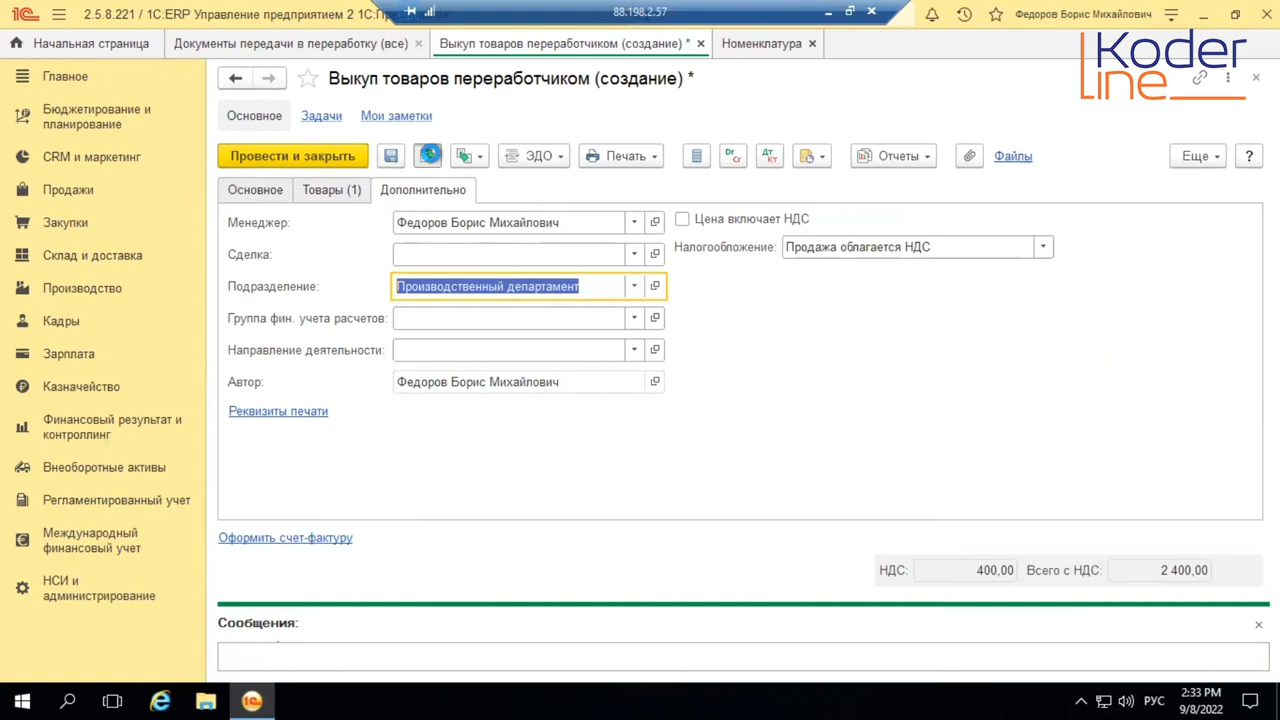 2.5.8.221 / 1С:ERP Управление предприятием 2 1С:Пр
88.198.2.57
Федоров Борис Михайлович
Начальная страница
Документы передачи в переработку (все)
Выкуп товаров переработчиком (создание) *
Номенклатура
Koder
line
Главное
Бюджетирование и
планирование
CRM и маркетинг
Продажи
Закупки
Склад и доставка
Производство
Кадры
Зарплата
Казначейство
Финансовый результат и
контроллинг
Внеоборотные активы
Регламентированный учет
Международный
финансовый учет
НСИ и
администрирование
Выкуп товаров переработчиком (создание) *
Основное
Задачи
Мои заметки
Провести и закрыть
ЭДО
Печать
Dr
Cr
Дт
Кт
Отчеты
Файлы
Еще
?
Основное
Товары (1)
Дополнительно
Менеджер:
Федоров Борис Михайлович
Цена включает НДС
Сделка:
Налогообложение:
Продажа облагается НДС
Подразделение:
Производственный департамент
Группа фин. учета расчетов:
Направление деятельности:
Автор:
Федоров Борис Михайлович
Реквизиты печати
Оформить счет-фактуру
НДС:
400,00
Всего с НДС:
2 400,00
Сообщения:
РУС
2:33 PM
9/8/2022